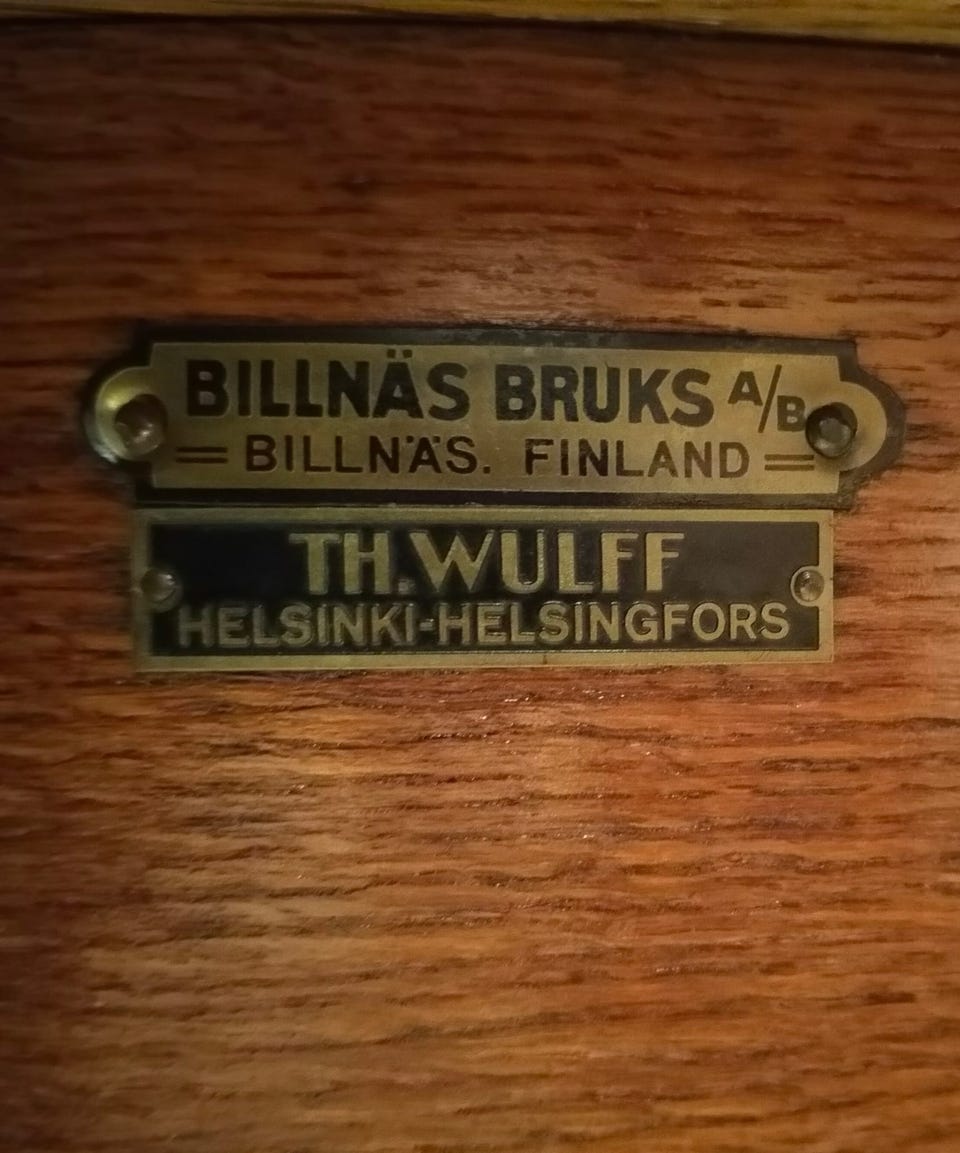 BILLNÄS BRUKS A/B
BILLNÄS. FINLAND
TH.WULFF
HELSINKI-HELSINGFORS